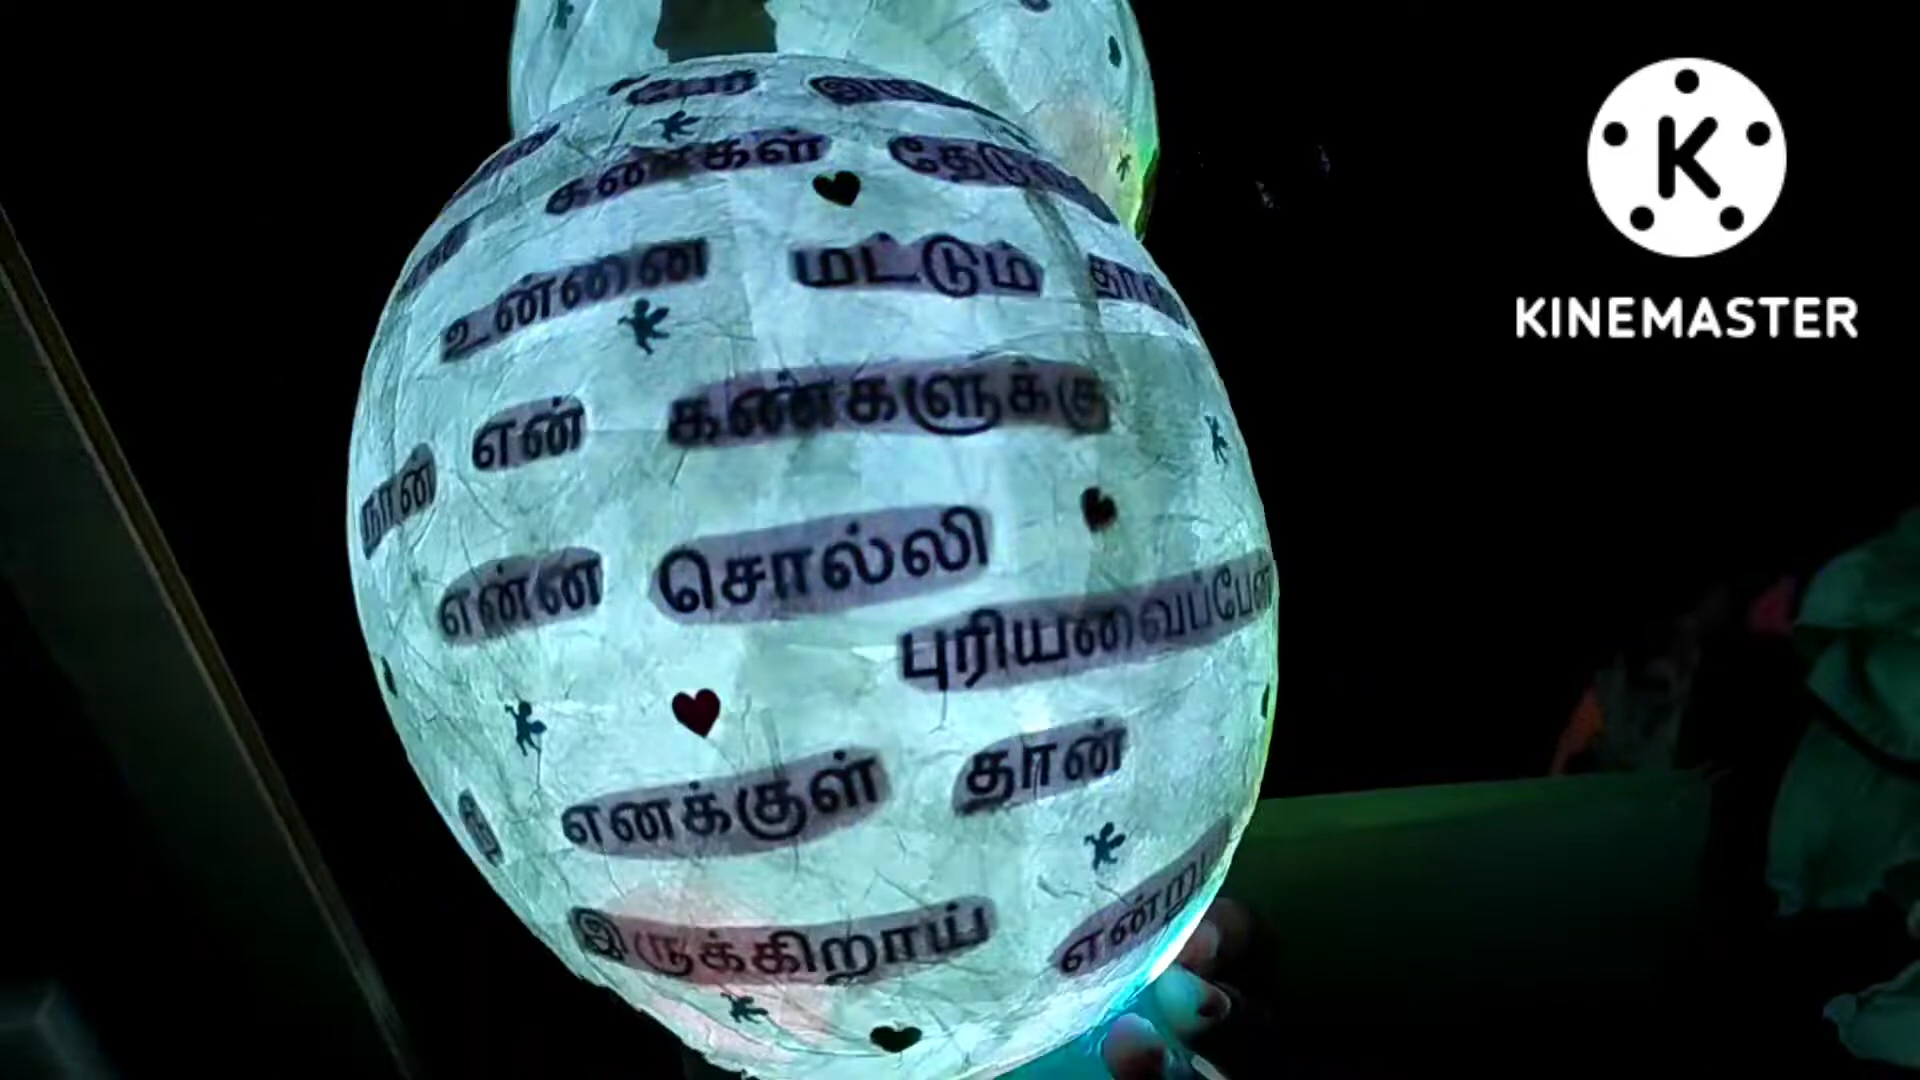 கண்கள்
உன்னை மட்டும்
நான் என் கண்களுக்கு
என்ன சொல்லி
புரியவைப்பேன்
எனக்குள் தான்
இருக்கிறாய் என்று
KINEMASTER